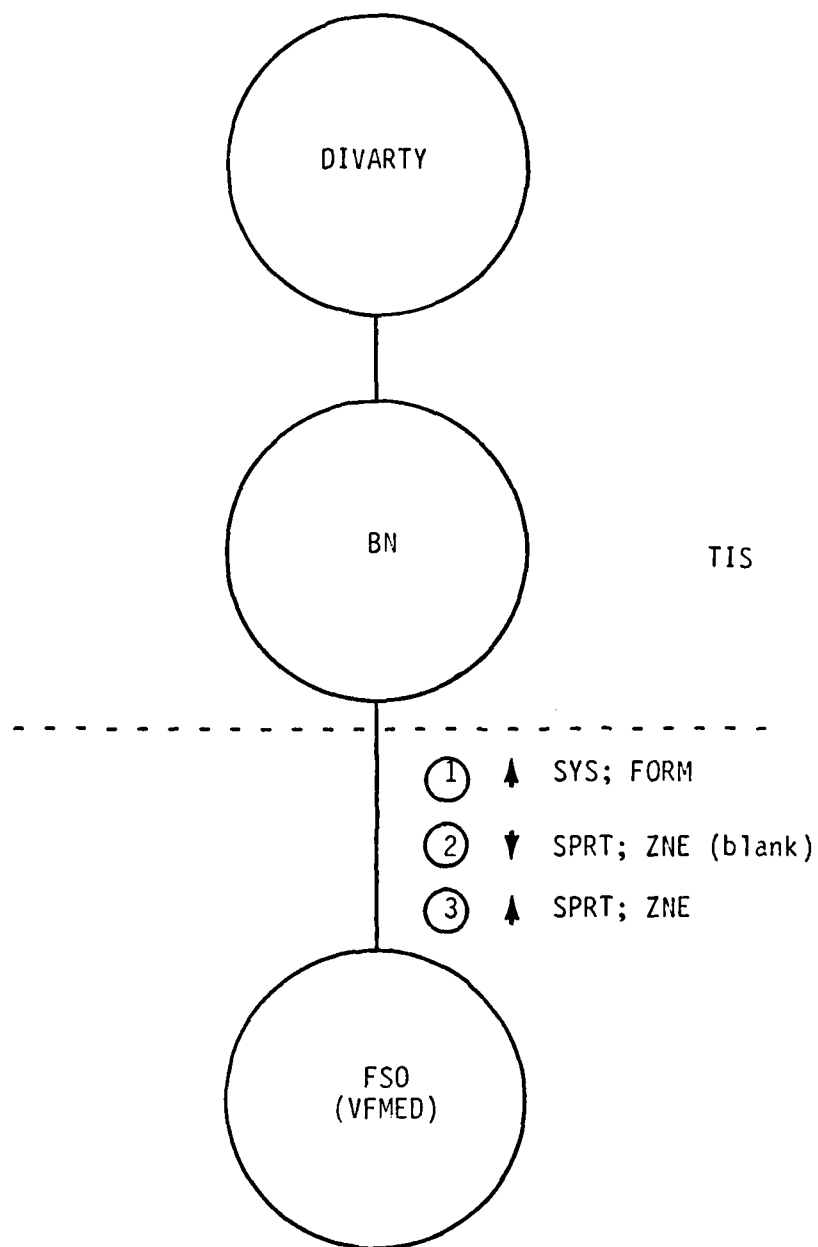 DIVARTY
BN
TIS
1 SYS; FORM
2 SPRT; ZNE (blank)
3 SPRT; ZNE
FSO
(VFMED)